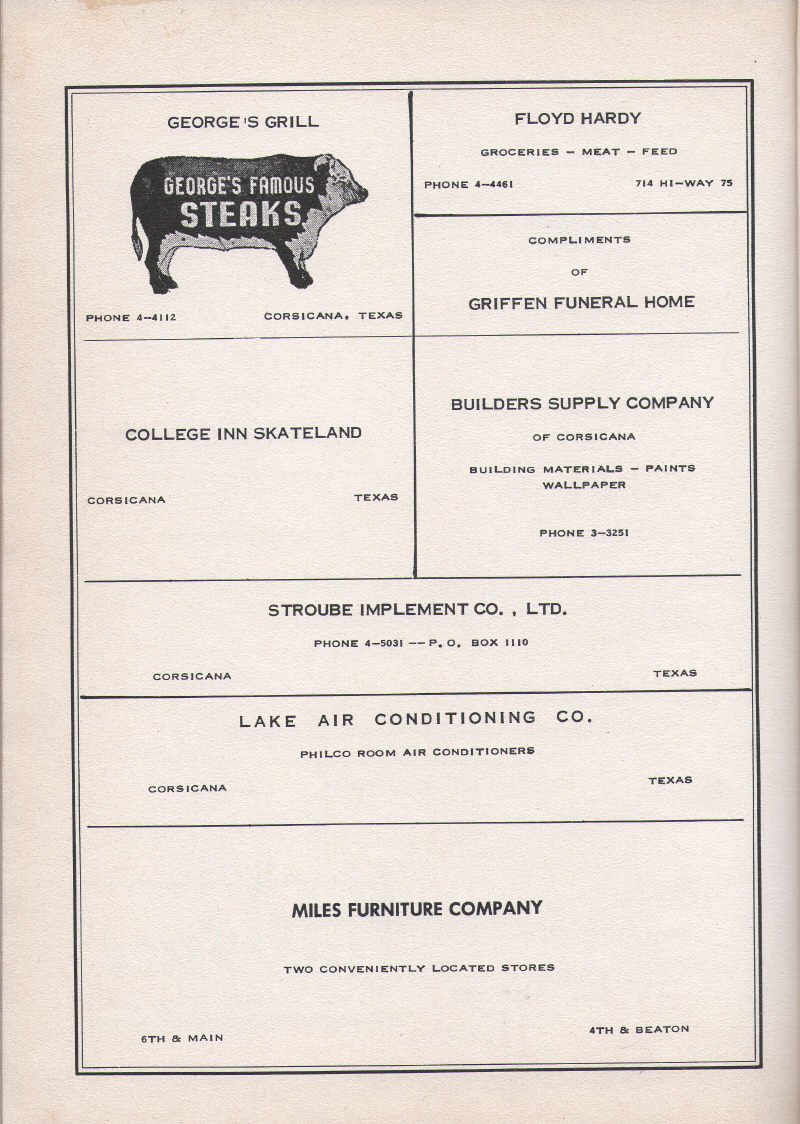 GEORGE'S GRILL
GEORGE'S FAMOUS
STEAKS
PHONE 4-4112 CORSICANA, TEXAS
FLOYD HARDY
GROCERIES - MEAT - FEED
PHONE 4-4461 714 HI-WAY 75
COMPLIMENTS
OF
GRIFFEN FUNERAL HOME
COLLEGE INN SKATELAND
CORSICANA TEXAS
BUILDERS SUPPLY COMPANY
OF CORSICANA
BUILDING MATERIALS - PAINTS
WALLPAPER
PHONE 3-3251
STROUBE IMPLEMENT CO. , LTD.
PHONE 4-5031 -- P. O. BOX 1110
CORSICANA TEXAS
LAKE AIR CONDITIONING CO.
PHILCO ROOM AIR CONDITIONERS
CORSICANA TEXAS
MILES FURNITURE COMPANY
TWO CONVENIENTLY LOCATED STORES
6TH & MAIN 4TH & BEATON